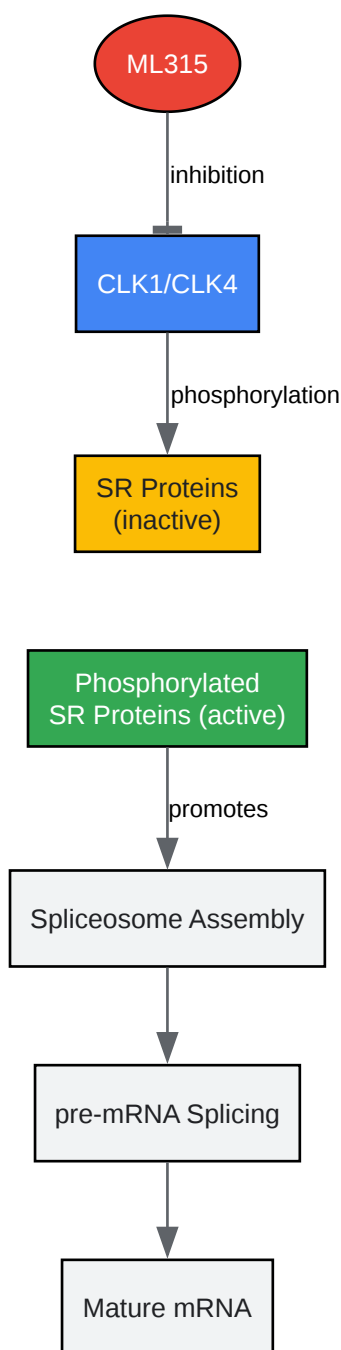 ML315
inhibition
CLK1/CLK4
phosphorylation
SR Proteins
(inactive)
Phosphorylated
SR Proteins (active)
promotes
Spliceosome Assembly
pre-mRNA Splicing
Mature mRNA